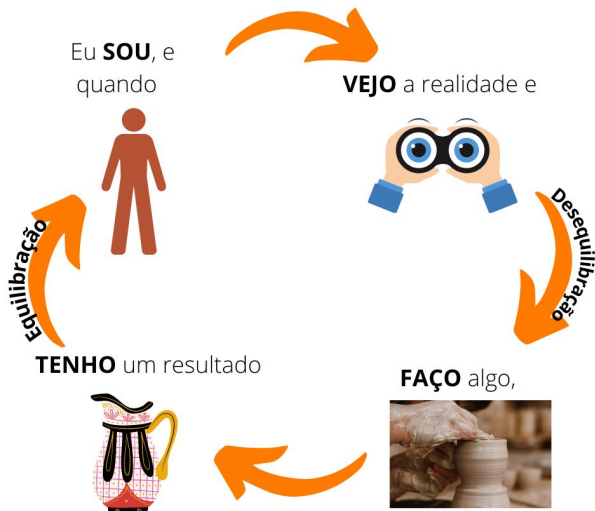 Eu SOU, e
quando
VEJO a realidade e
Desequilibração
FAÇO algo,
TENHO um resultado
Equilibração